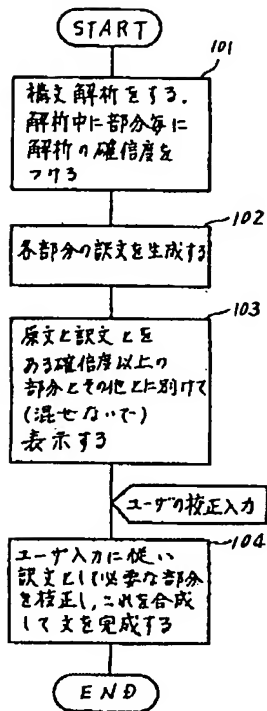 START
101
構文解析をする.
解析中に部分毎に
解析の確信度を
つける
102
各部分の訳文を生成する
103
原文と訳文とを
ある確信度以上の
部分とその他とに別けて
(混せないで)
表示する
ユーザの校正入力
104
ユーザ入力に従い
訳文として必要な部分
を校正し,これを合成
して文を完成する
END